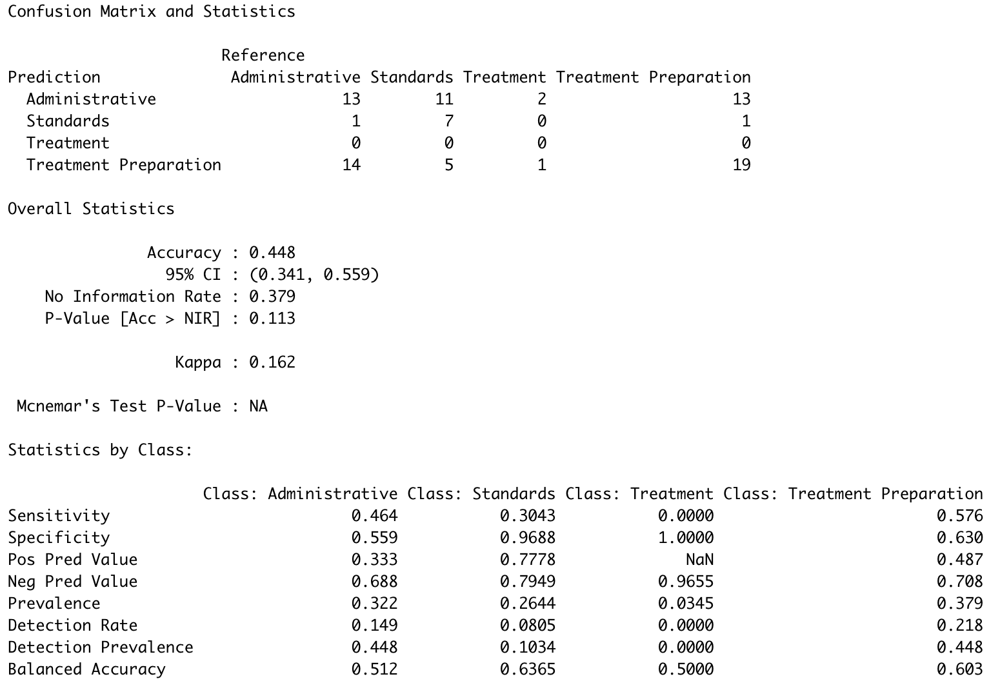 Confusion Matrix and Statistics

                       Reference
Prediction              Administrative Standards Treatment Treatment Preparation
  Administrative                    13        11         2                    13
  Standards                          1         7         0                     1
  Treatment                          0         0         0                     0
  Treatment Preparation             14         5         1                    19

Overall Statistics

               Accuracy : 0.448
                 95% CI : (0.341, 0.559)
    No Information Rate : 0.379
    P-Value [Acc > NIR] : 0.113

                  Kappa : 0.162

 Mcnemar's Test P-Value : NA

Statistics by Class:

                     Class: Administrative Class: Standards Class: Treatment Class: Treatment Preparation
Sensitivity                          0.464           0.3043           0.0000                        0.576
Specificity                          0.559           0.9688           1.0000                        0.630
Pos Pred Value                       0.333           0.7778              NaN                        0.487
Neg Pred Value                       0.688           0.7949           0.9655                        0.708
Prevalence                           0.322           0.2644           0.0345                        0.379
Detection Rate                       0.149           0.0805           0.0000                        0.218
Detection Prevalence                 0.448           0.1034           0.0000                        0.448
Balanced Accuracy                    0.512           0.6365           0.5000                        0.603